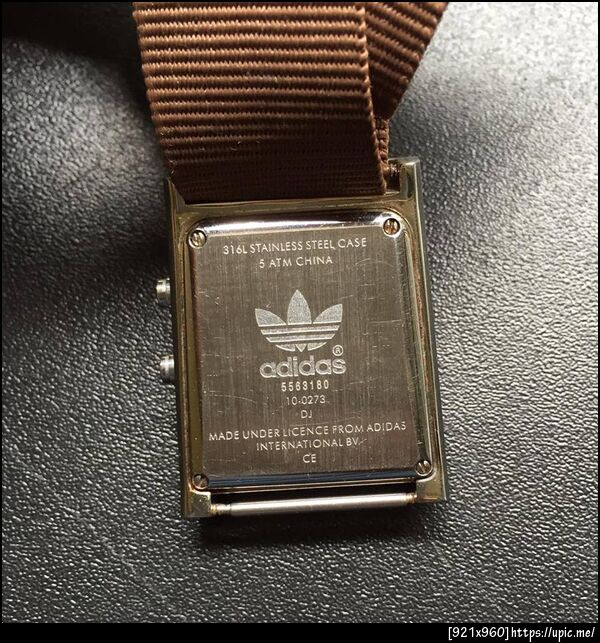 316L STAINLESS STEEL CASE
5 ATM CHINA
adidas®
5563180
10-0273
DJ
MADE UNDER LICENCE FROM ADIDAS
INTERNATIONAL BV
CE
[921x960]https://upic.me/